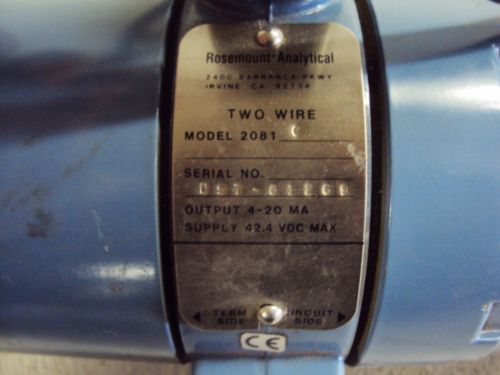 Rosemount-Analytical
2400 BARRANCA PKWY
IRVINE CA 92714
TWO WIRE
MODEL 2081 C
SERIAL NO.
OUTPUT 4-20 MA
SUPPLY 42.4 VDC MAX
◀ TERM SIDE
CIRCUIT SIDE ▶
CE